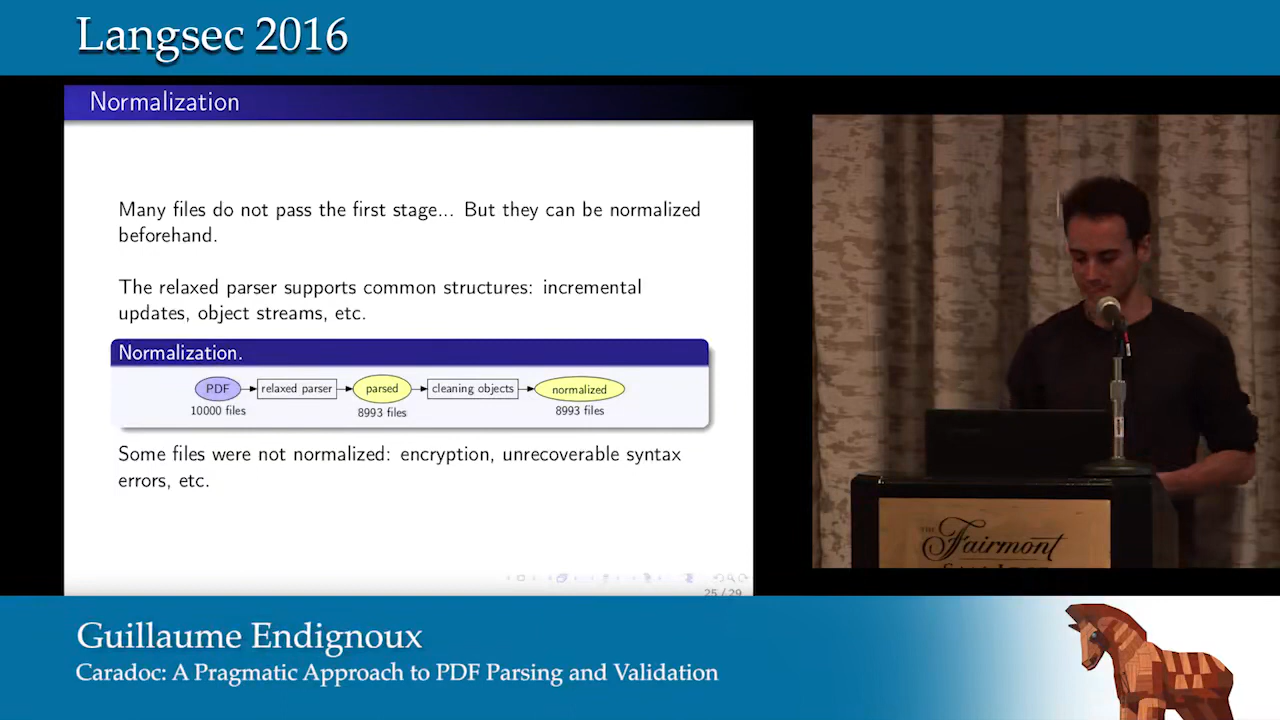 Langsec 2016
Normalization
Many files do not pass the first stage... But they can be normalized
beforehand.
The relaxed parser supports common structures: incremental
updates, object streams, etc.
Normalization.
PDF relaxed parser parsed cleaning objects normalized
10000 files 8993 files 8993 files
Some files were not normalized: encryption, unrecoverable syntax
errors, etc.
25 / 29
THE
Fairmont
Guillaume Endignoux
Caradoc: A Pragmatic Approach to PDF Parsing and Validation